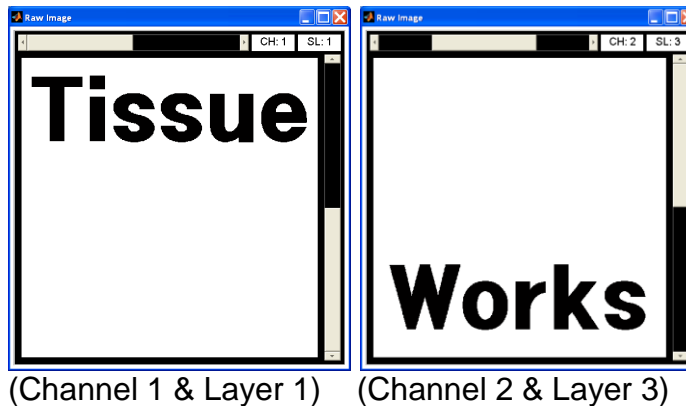 Raw Image
CH: 1 SL: 1
Tissue
(Channel 1 & Layer 1)
Raw Image
CH: 2 SL: 3
Works
(Channel 2 & Layer 3)